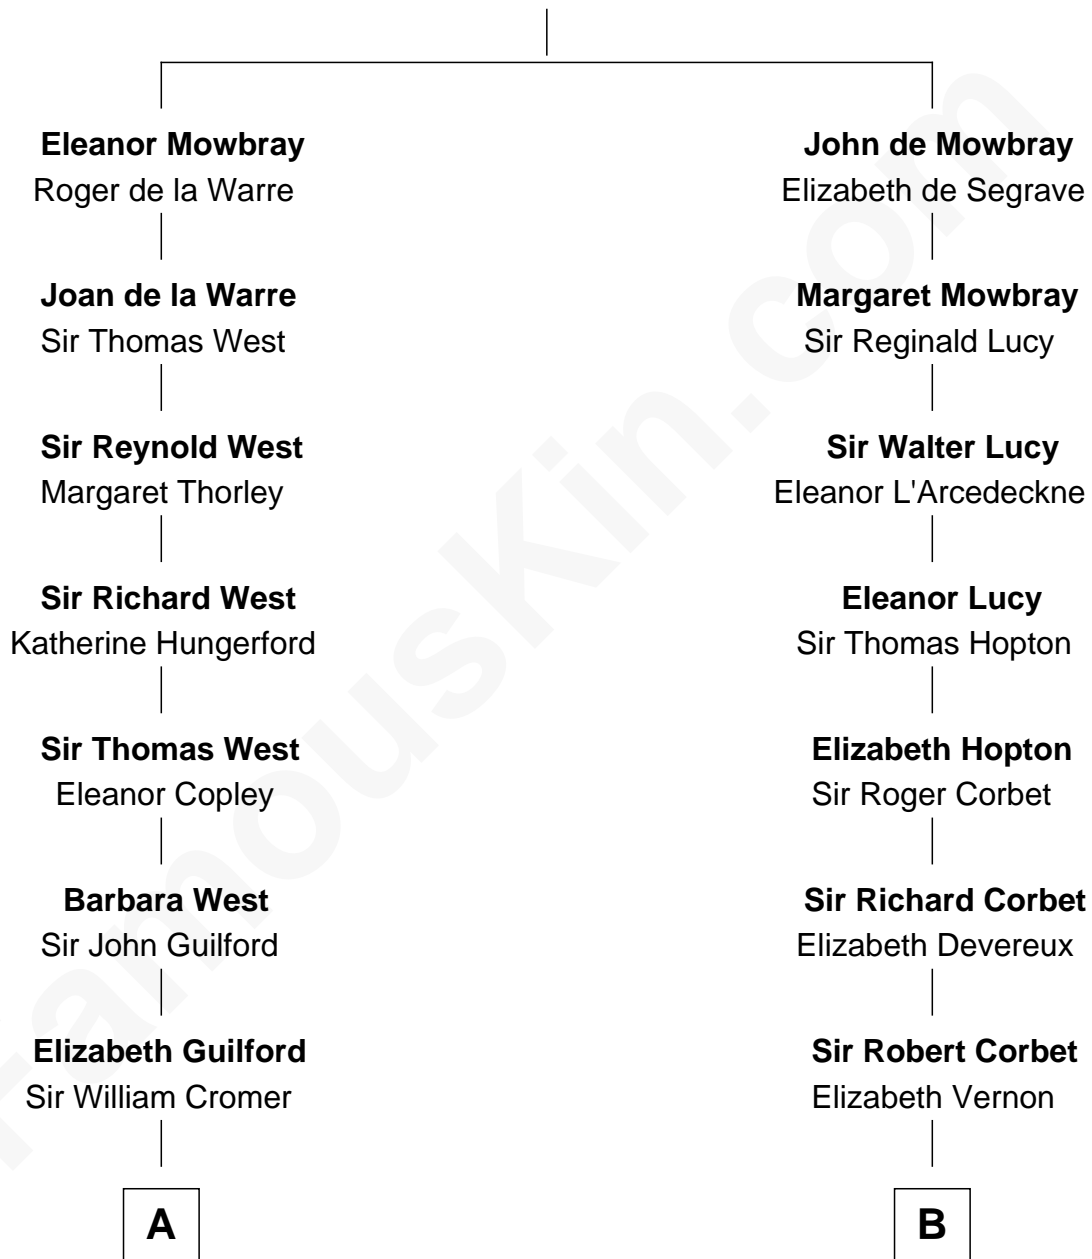 Eleanor Mowbray
Roger de la Warre
John de Mowbray
Elizabeth de Segrave
Joan de la Warre
Sir Thomas West
Margaret Mowbray
Sir Reginald Lucy
Sir Reynold West
Margaret Thorley
Sir Walter Lucy
Eleanor L'Arcedeckne
Sir Richard West
Katherine Hungerford
Eleanor Lucy
Sir Thomas Hopton
Sir Thomas West
Eleanor Copley
Elizabeth Hopton
Sir Roger Corbet
Barbara West
Sir John Guilford
Sir Richard Corbet
Elizabeth Devereux
Elizabeth Guilford
Sir William Cromer
Sir Robert Corbet
Elizabeth Vernon
A
B
FamousKin.com